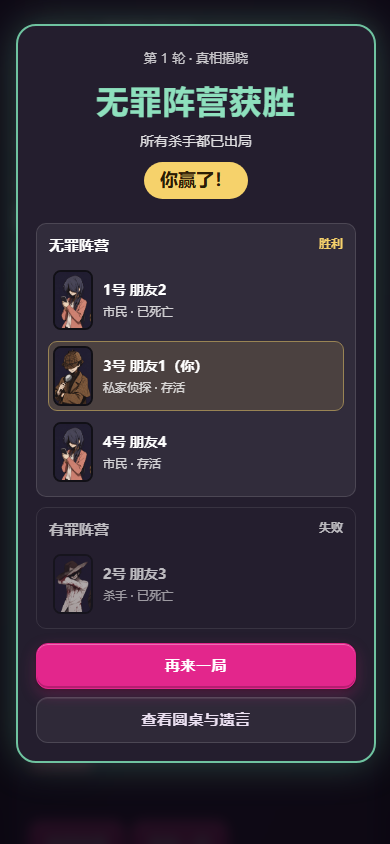 第 1 轮 · 真相揭晓
无罪阵营获胜
所有杀手都已出局
你赢了！
无罪阵营
胜利
1号 朋友2
市民 · 已死亡
3号 朋友1（你）
私家侦探 · 存活
4号 朋友4
市民 · 存活
有罪阵营
失败
2号 朋友3
杀手 · 已死亡
再来一局
查看圆桌与遗言